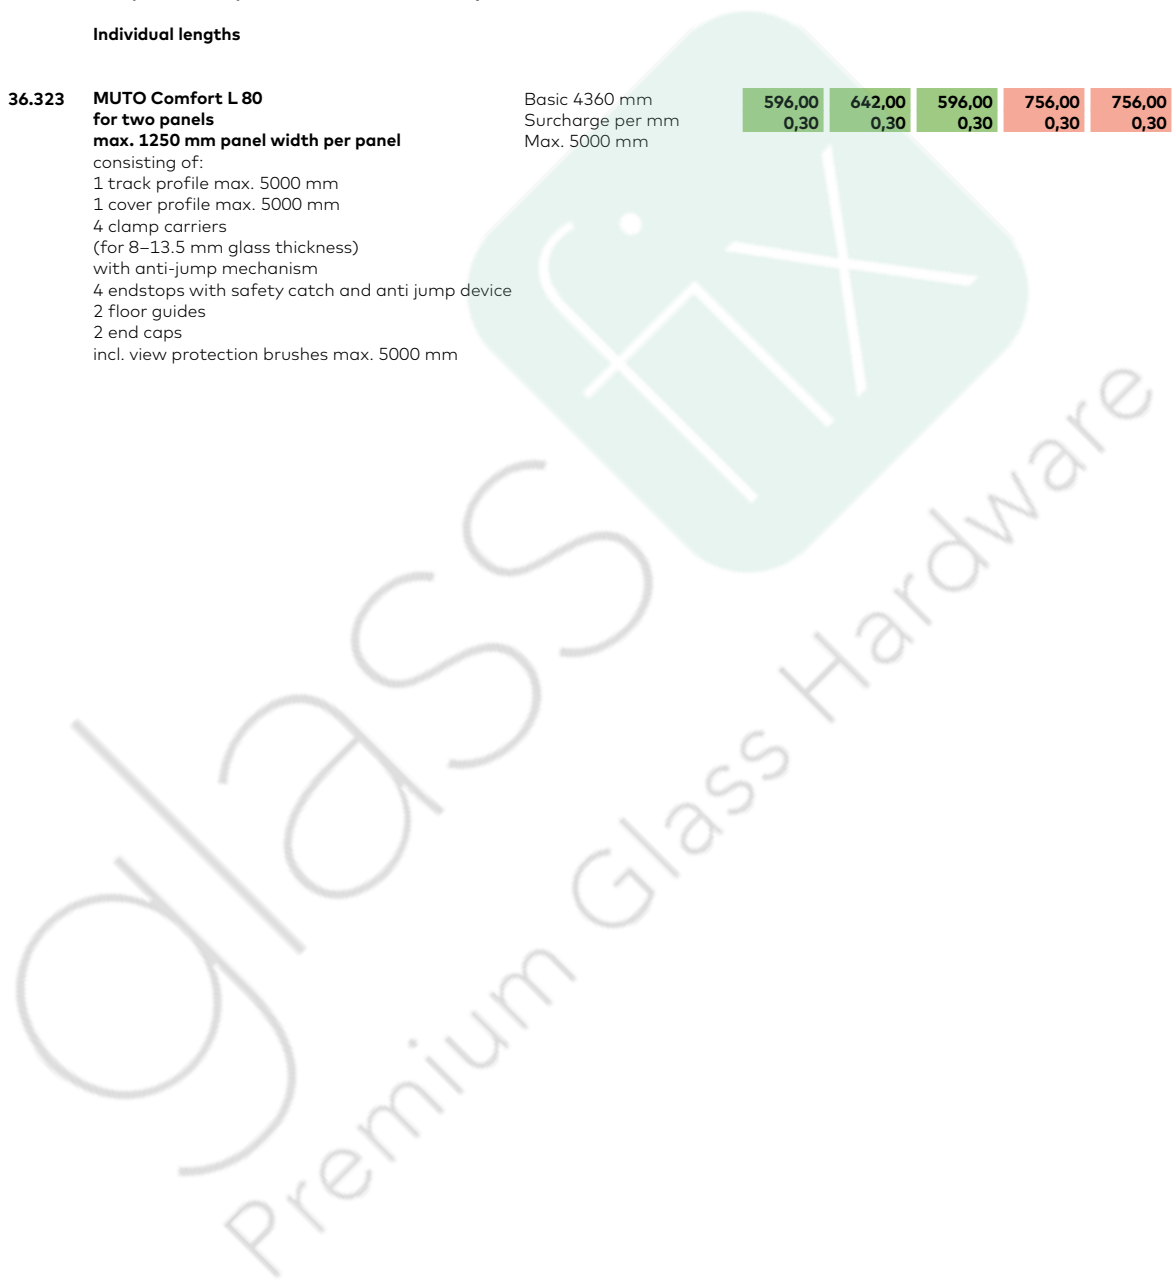 Individual lengths
36.323 MUTO Comfort L 80 Basic 4360 mm 596,00 642,00 596,00 756,00 756,00
for two panels Surcharge per mm 0,30 0,30 0,30 0,30 0,30
max. 1250 mm panel width per panel Max. 5000 mm
consisting of:
1 track profile max. 5000 mm
1 cover profile max. 5000 mm
4 clamp carriers
(for 8–13.5 mm glass thickness)
with anti-jump mechanism
4 endstops with safety catch and anti jump device
2 floor guides
2 end caps
incl. view protection brushes max. 5000 mm
glass fix
Premium Glass Hardware